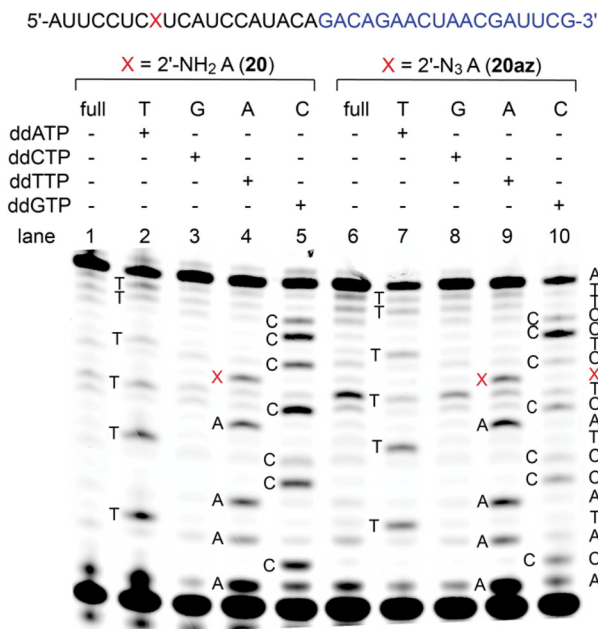 5'-AUUCCUCXUCAUCCAUACAGACAGAACUAACGAUUCG-3'
X = 2'-NH₂ A (20)
X = 2'-N₃ A (20az)
full T G A C full T G A C
ddATP - + - - - - + - - -
ddCTP - - + - - - - + - -
ddTTP - - - + - - - - + -
ddGTP - - - - + - - - - +
lane 1 2 3 4 5 6 7 8 9 10
T
T
T
T
T
T
X
A
A
A
A
C
C
C
C
C
C
C
T
T
T
T
T
T
X
A
A
A
A
C
C
C
C
C
C
C
A
T
T
C
C
T
C
X
T
C
A
T
C
C
A
T
A
C
A